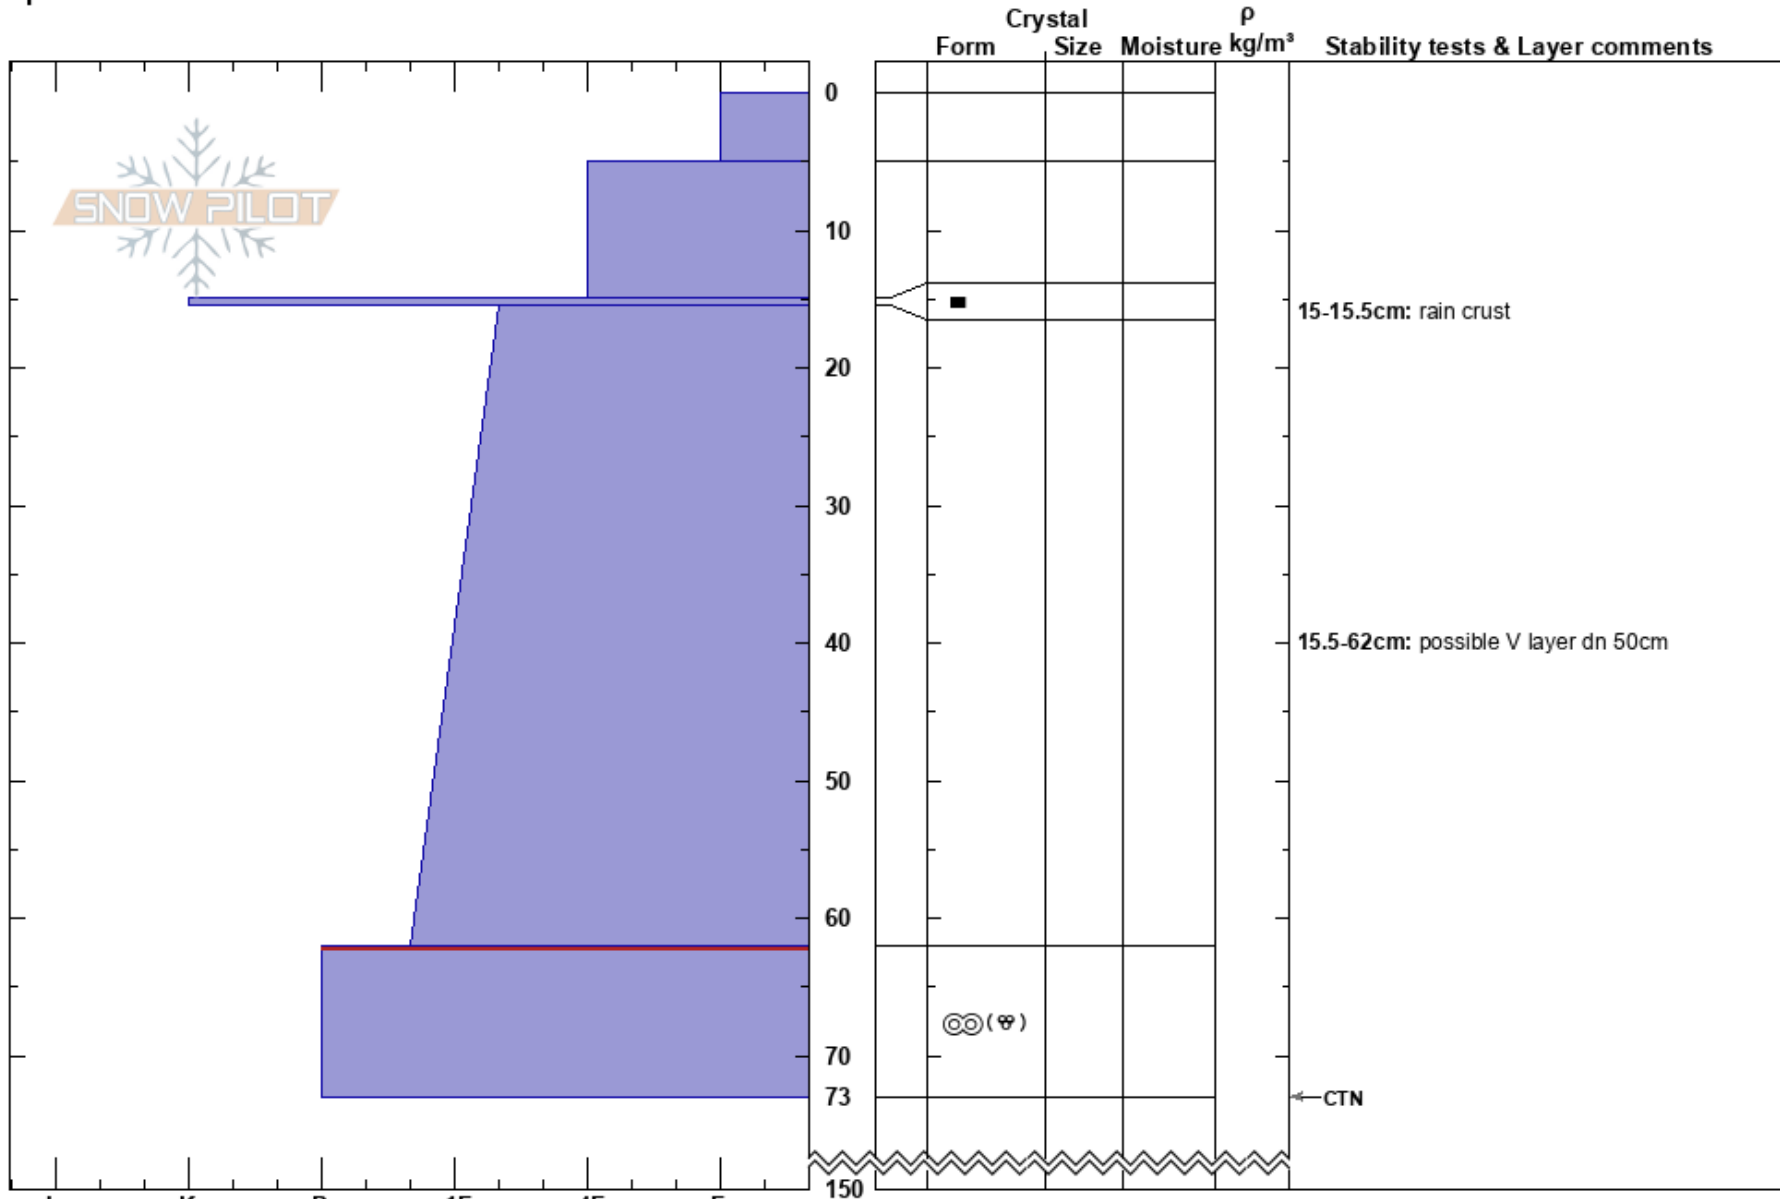 Crystal
ρ
Form Size Moisture kg/m³ Stability tests & Layer comments
0
SNOW PILOT
10
15-15.5cm: rain crust
20
30
40
15.5-62cm: possible V layer dn 50cm
50
60
70
73
CTN
150